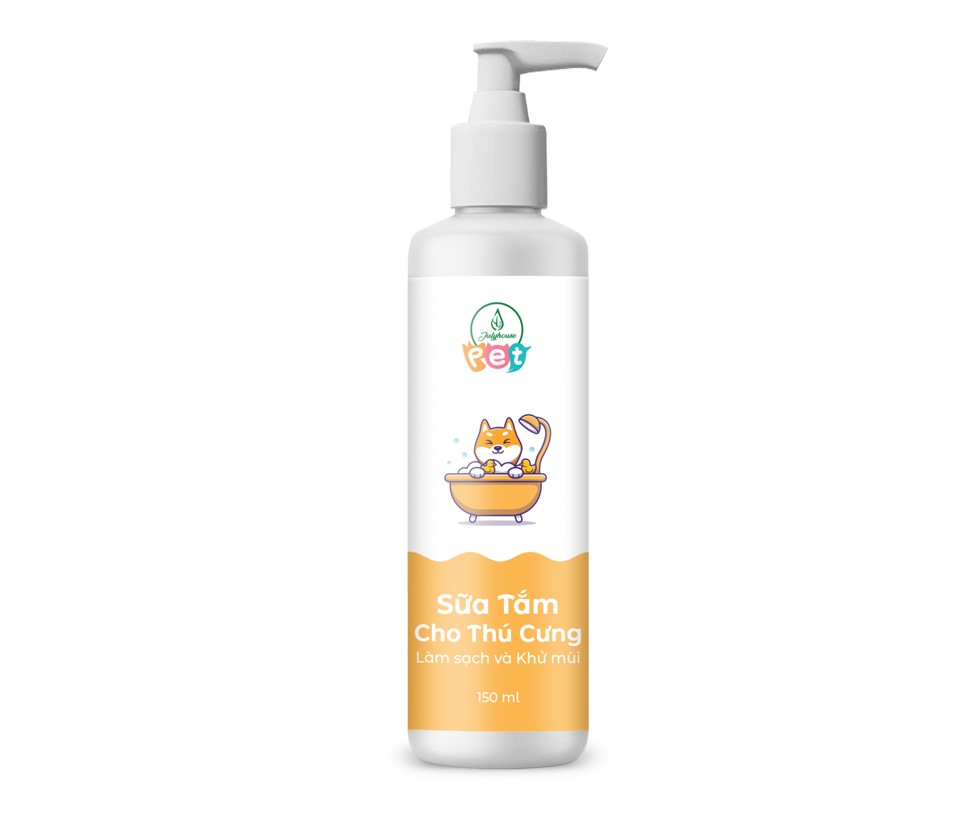 Julyhouse
Pet
Sữa Tắm
Cho Thú Cưng
Làm sạch và Khử mùi
150 ml